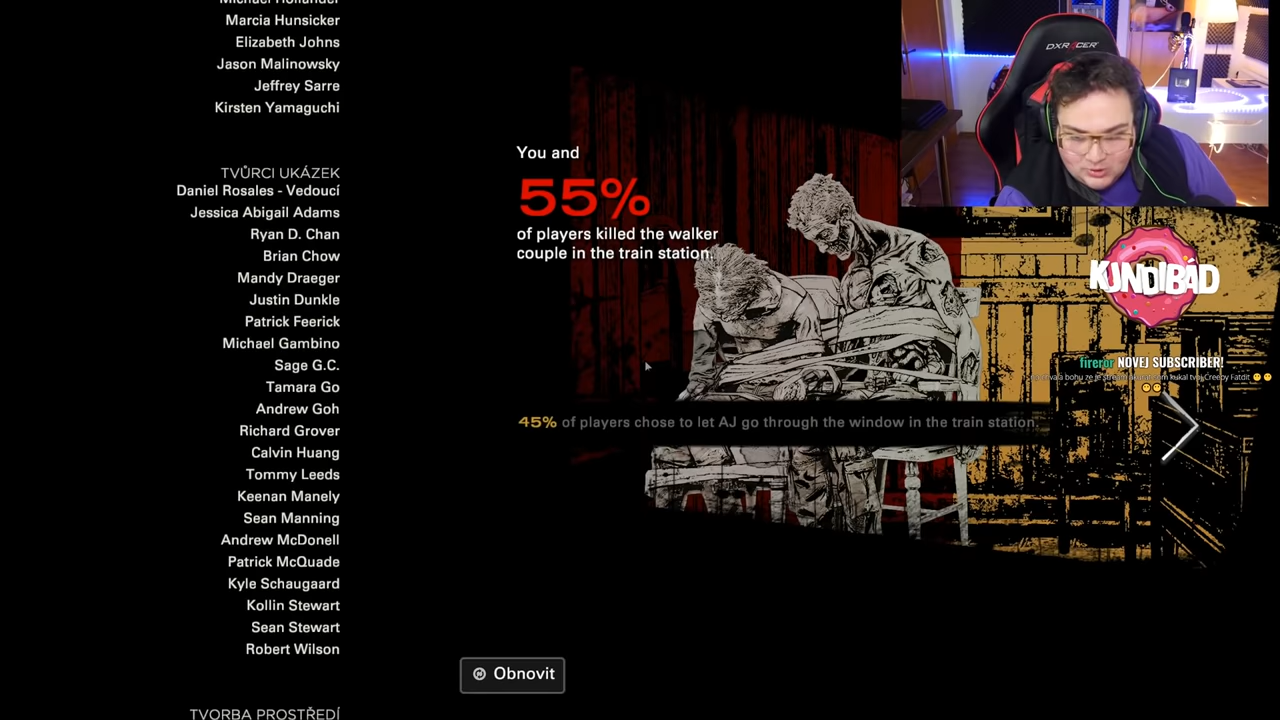 Marcia Hunsicker
Elizabeth Johns
Jason Malinowsky
Jeffrey Sarre
Kirsten Yamaguchi
TVŮRCI UKÁZEK
Daniel Rosales - Vedoucí
Jessica Abigail Adams
Ryan D. Chan
Brian Chow
Mandy Draeger
Justin Dunkle
Patrick Feerick
Michael Gambino
Sage G.C.
Tamara Go
Andrew Goh
Richard Grover
Calvin Huang
Tommy Leeds
Keenan Manely
Sean Manning
Andrew McDonell
Patrick McQuade
Kyle Schaugaard
Kollin Stewart
Sean Stewart
Robert Wilson
TVORBA PROSTŘEDÍ
You and
55%
of players killed the walker
couple in the train station.
45% of players chose to let AJ go through the window in the train station.
Obnovit
DXRACER
KUNDIBÁD
fireror NOVEJ SUBSCRIBER!